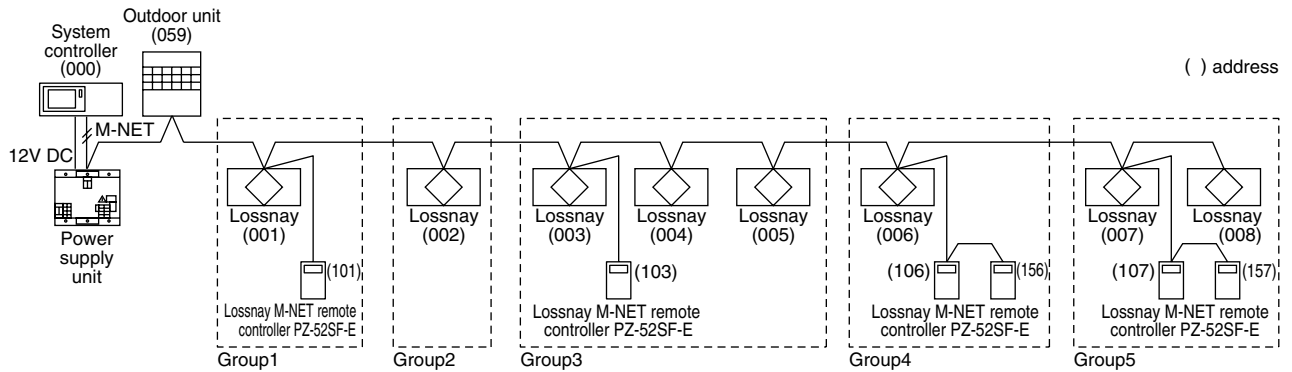 Outdoor unit
(059)
System
controller
(000)
( ) address
M-NET
12V DC
Power
supply
unit
Lossnay
(001)
Lossnay
(002)
Lossnay
(003)
Lossnay
(004)
Lossnay
(005)
Lossnay
(006)
Lossnay
(007)
Lossnay
(008)
(101)
(103)
(106)
(156)
(107)
(157)
Lossnay M-NET remote
controller PZ-52SF-E
Lossnay M-NET remote
controller PZ-52SF-E
Lossnay M-NET remote
controller PZ-52SF-E
Lossnay M-NET remote
controller PZ-52SF-E
Group1
Group2
Group3
Group4
Group5